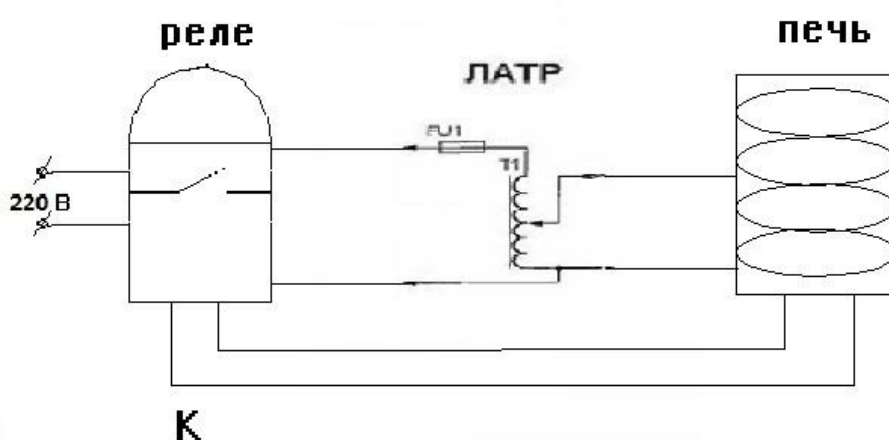 реле
печь
ЛАТР
FU1
T1
220 В
К